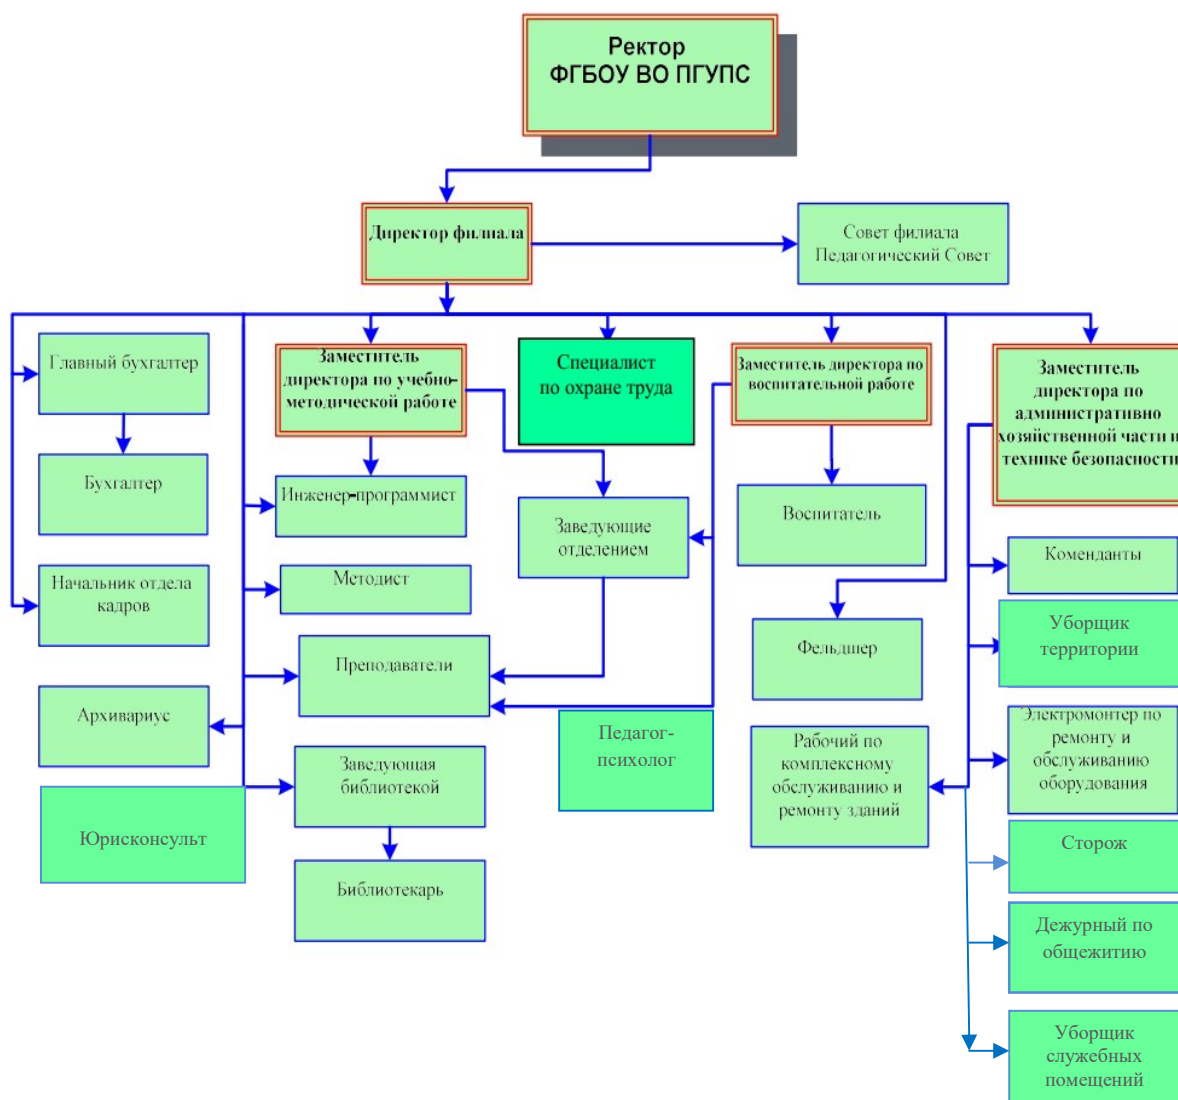 Ректор
ФГБОУ ВО ПГУПС
Директор филиала
Совет филиала
Педагогический Совет
Главный бухгалтер
Заместитель
директора по учебно-
методической работе
Специалист
по охране труда
Заместитель директора по
воспитательной работе
Заместитель
директора по
административно
хозяйственной части и
технике безопасности
Бухгалтер
Инженер-программист
Заведующие
отделением
Воспитатель
Коменданты
Начальник отдела
кадров
Методист
Уборщик
территории
Преподаватели
Фельдшер
Архивариус
Педагог-
психолог
Рабочий по
комплексному
обслуживанию и
ремонту зданий
Электромонтер по
ремонту и
обслуживанию
оборудования
Заведующая
библиотекой
Юрисконсульт
Сторож
Библиотекарь
Дежурный по
общежитию
Уборщик
служебных
помещений